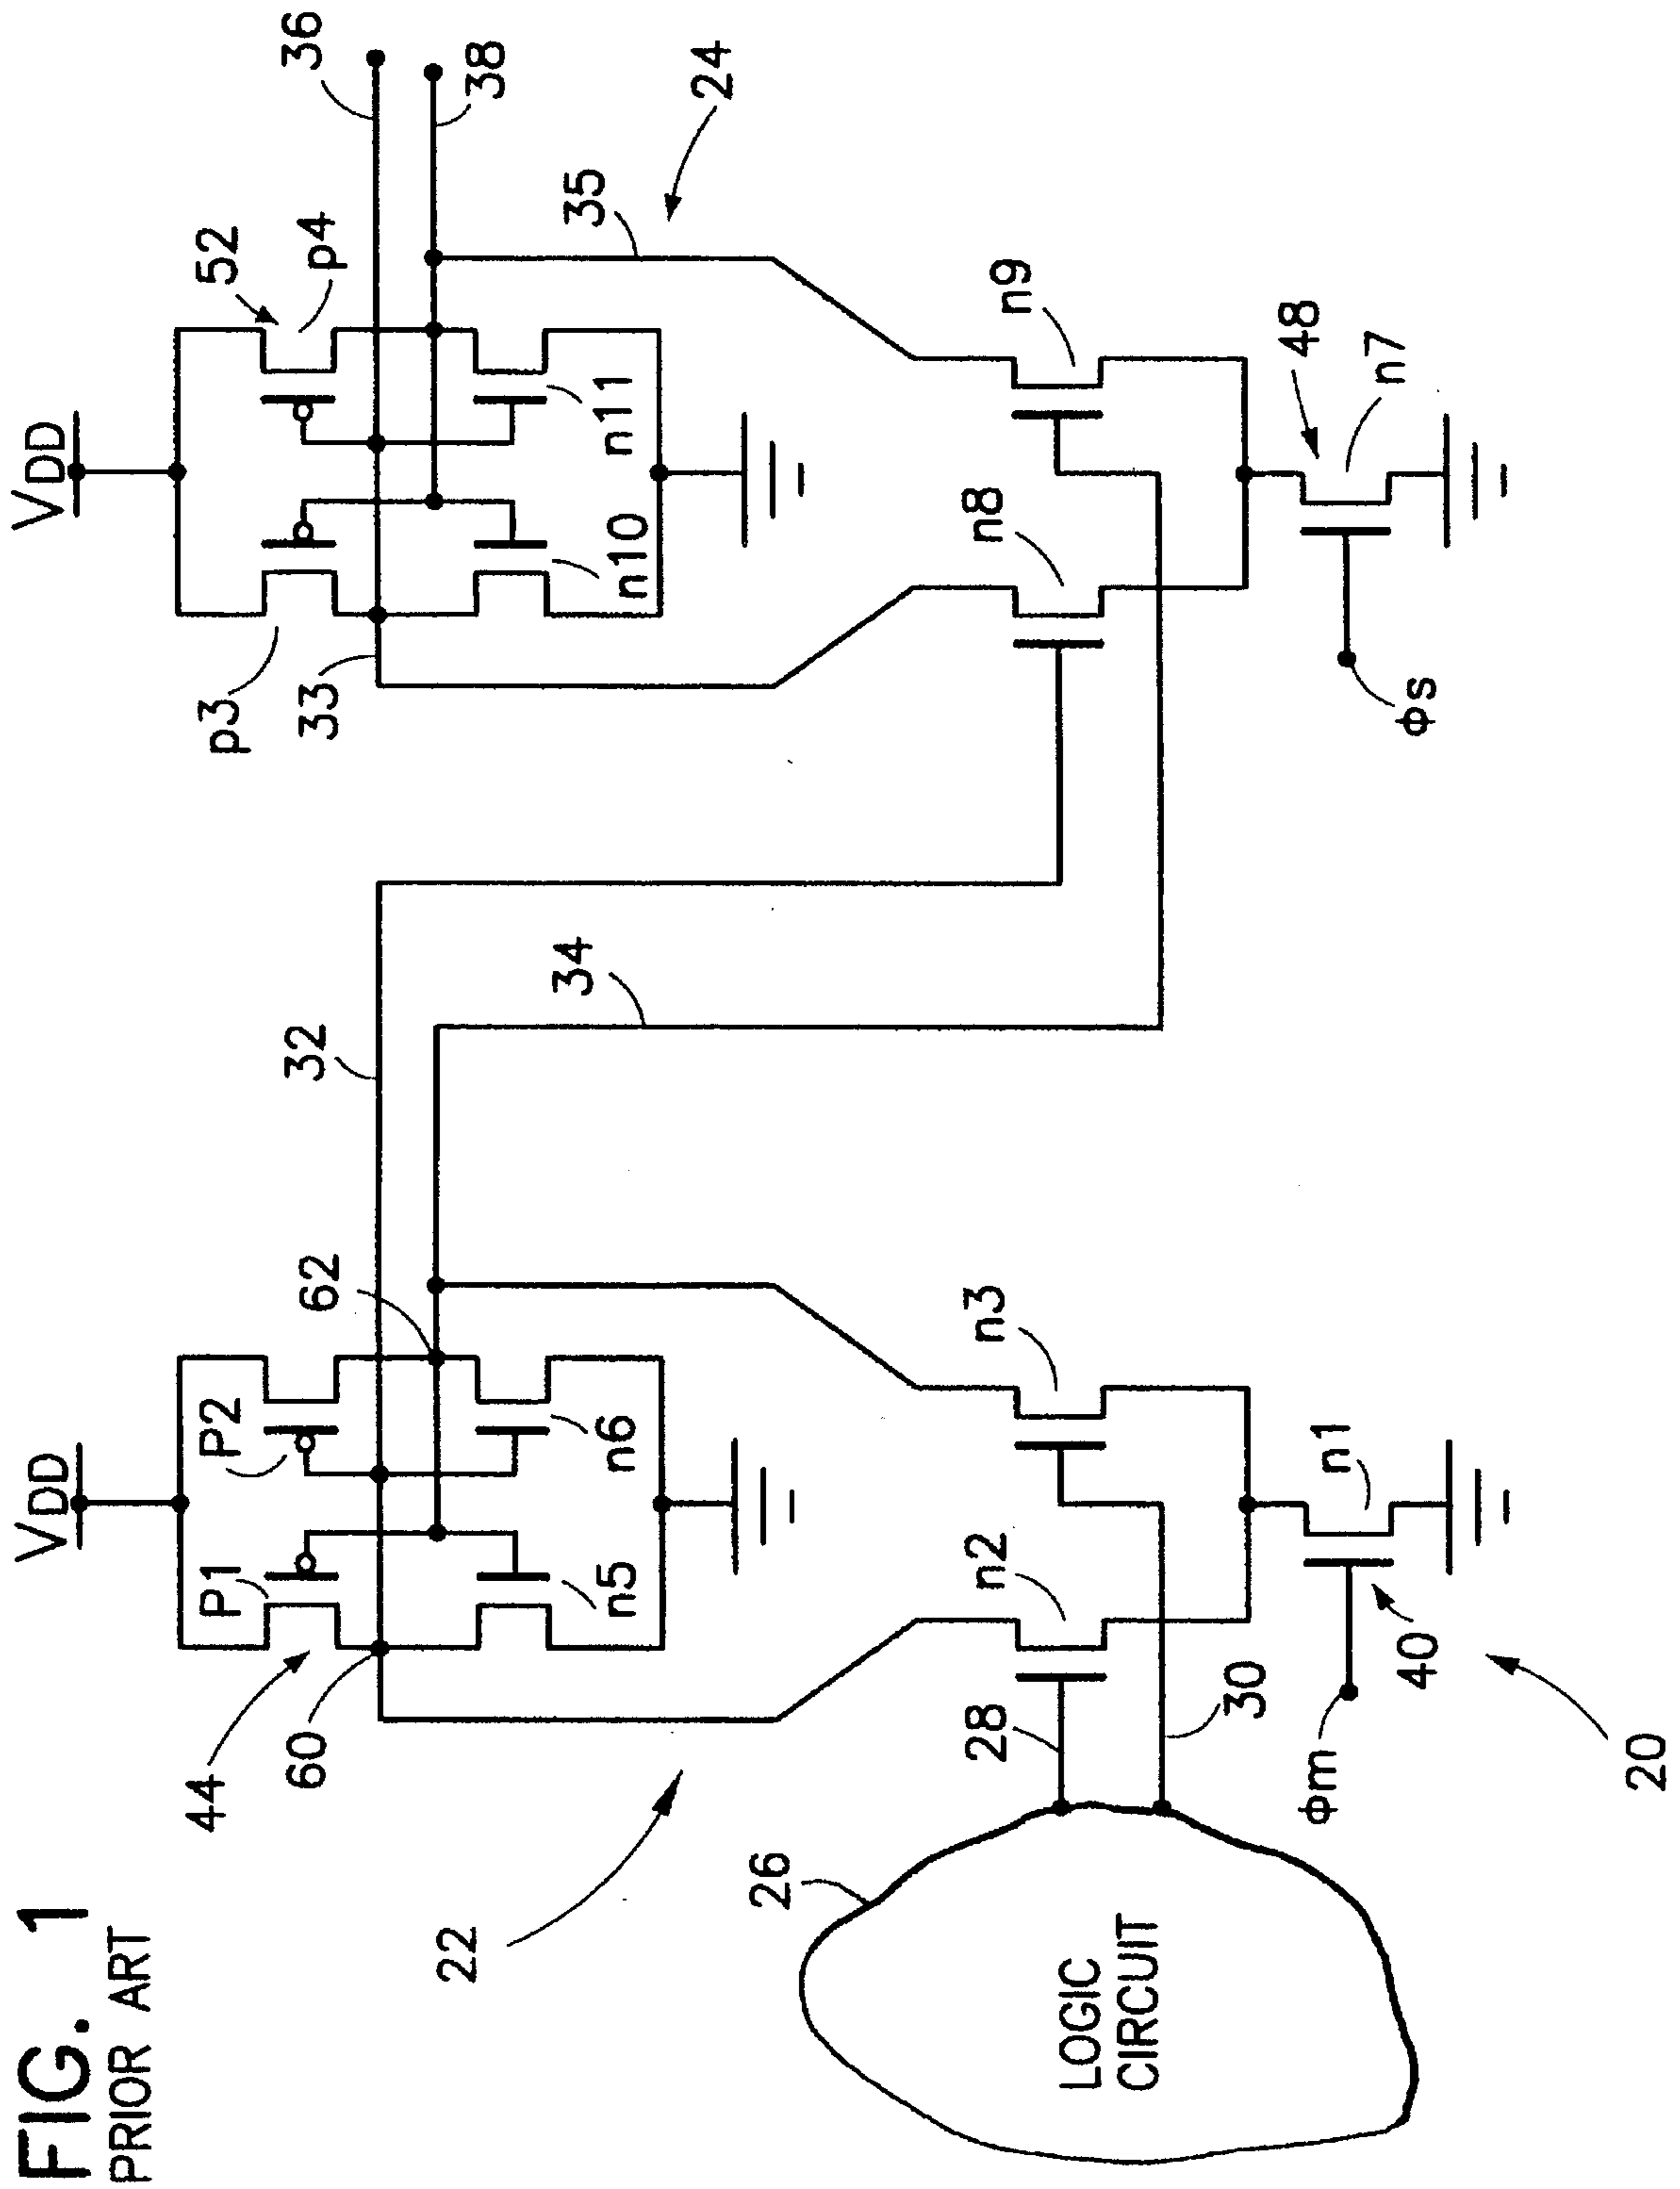 FIG. 1
PRIOR ART
VDD
VDD
44
P1
P2
60
62
n5
n6
32
34
22
26
LOGIC
CIRCUIT
28
30
n2
n3
n1
40
Φm
20
p3
52
p4
33
36
38
n10
n11
35
24
n8
n9
48
n7
Φs